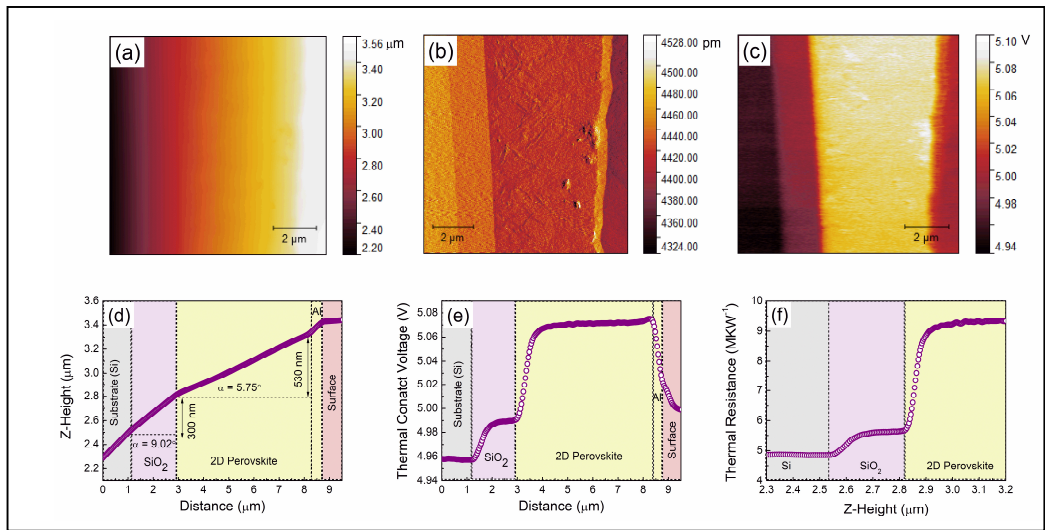 (a)
3.56 μm
3.40
3.20
3.00
2.80
2.60
2.40
2.20
2 μm
(b)
4528.00 pm
4500.00
4480.00
4460.00
4440.00
4420.00
4400.00
4380.00
4360.00
4324.00
2 μm
(c)
5.10 V
5.08
5.06
5.04
5.02
5.00
4.98
4.94
2 μm
(d)
Z-Height (μm)
3.6
3.4
3.2
3.0
2.8
2.6
2.4
2.2
Substrate (Si)
α = 9.02°
SiO2
300 nm
α = 5.75°
530 nm
2D Perovskite
Al
Surface
0 1 2 3 4 5 6 7 8 9
Distance (μm)
(e)
Thermal Conatct Voltage (V)
5.08
5.06
5.04
5.02
5.00
4.98
4.96
4.94
Substrate (Si)
SiO2
2D Perovskite
Al
Surface
0 1 2 3 4 5 6 7 8 9
Distance (μm)
(f)
Thermal Resistance (MKW-1)
10
9
8
7
6
5
4
Si
SiO2
2D Perovskite
2.3 2.4 2.5 2.6 2.7 2.8 2.9 3.0 3.1 3.2
Z-Height (μm)